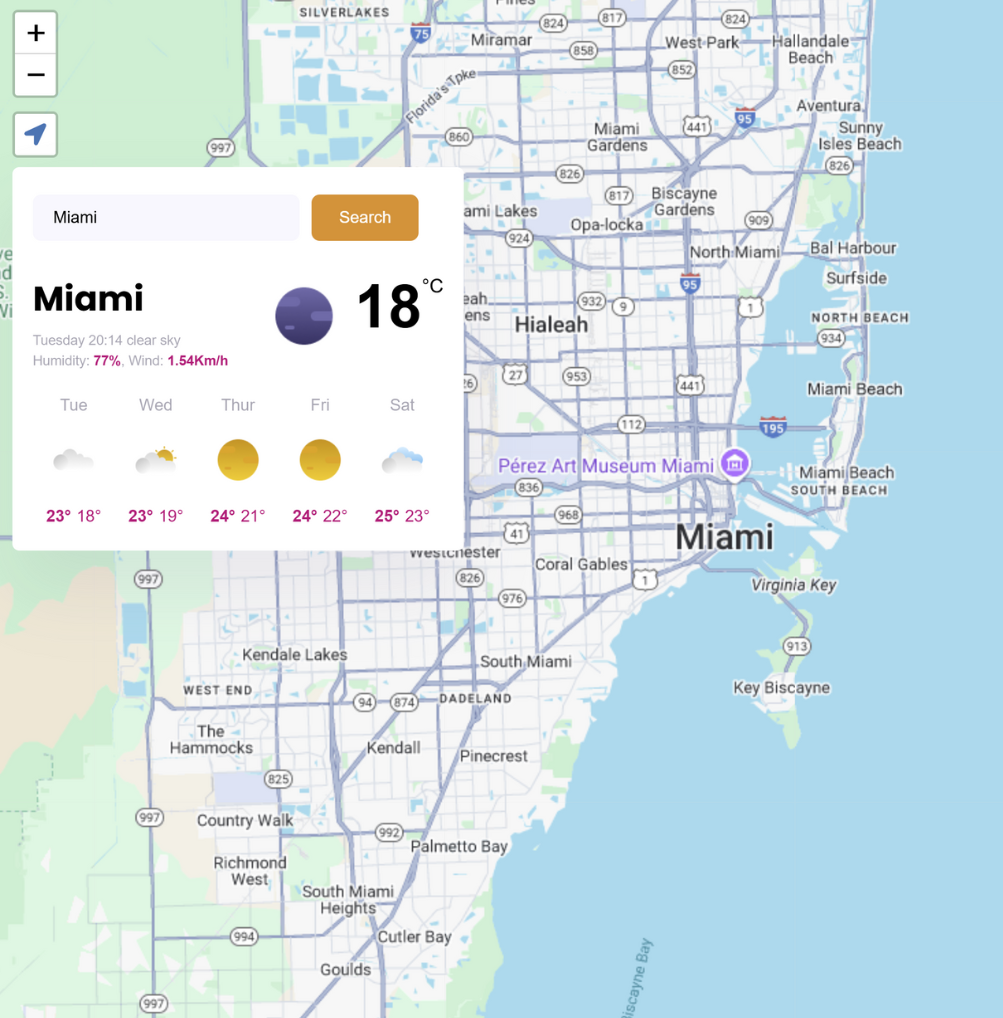 +
−
SILVERLAKES
75
Miramar
824
817
824
858
West Park
Hallandale
Beach
852
Florida's Tpke
Aventura
95
441
860
Miami
Gardens
Sunny
Isles Beach
997
826
826
817
Biscayne
Gardens
Miami
Search
ami Lakes
909
Opa-locka
924
North Miami
Bal Harbour
Surfside
95
Miami
18
°C
932
9
1
Hialeah
NORTH BEACH
934
Tuesday 20:14 clear sky
Humidity: 77%, Wind: 1.54Km/h
27
953
441
Miami Beach
Tue Wed Thur Fri Sat
112
195
Pérez Art Museum Miami
Miami Beach
SOUTH BEACH
836
23° 18° 23° 19° 24° 21° 24° 22° 25° 23°
968
41
Miami
Westchester
Coral Gables
997
826
1
Virginia Key
976
913
Kendale Lakes
South Miami
WEST END
Key Biscayne
94
874
DADELAND
The
Hammocks
Kendall
Pinecrest
825
997
Country Walk
992
Palmetto Bay
Richmond
West
South Miami
Heights
994
Cutler Bay
Goulds
997
iscayne Bay